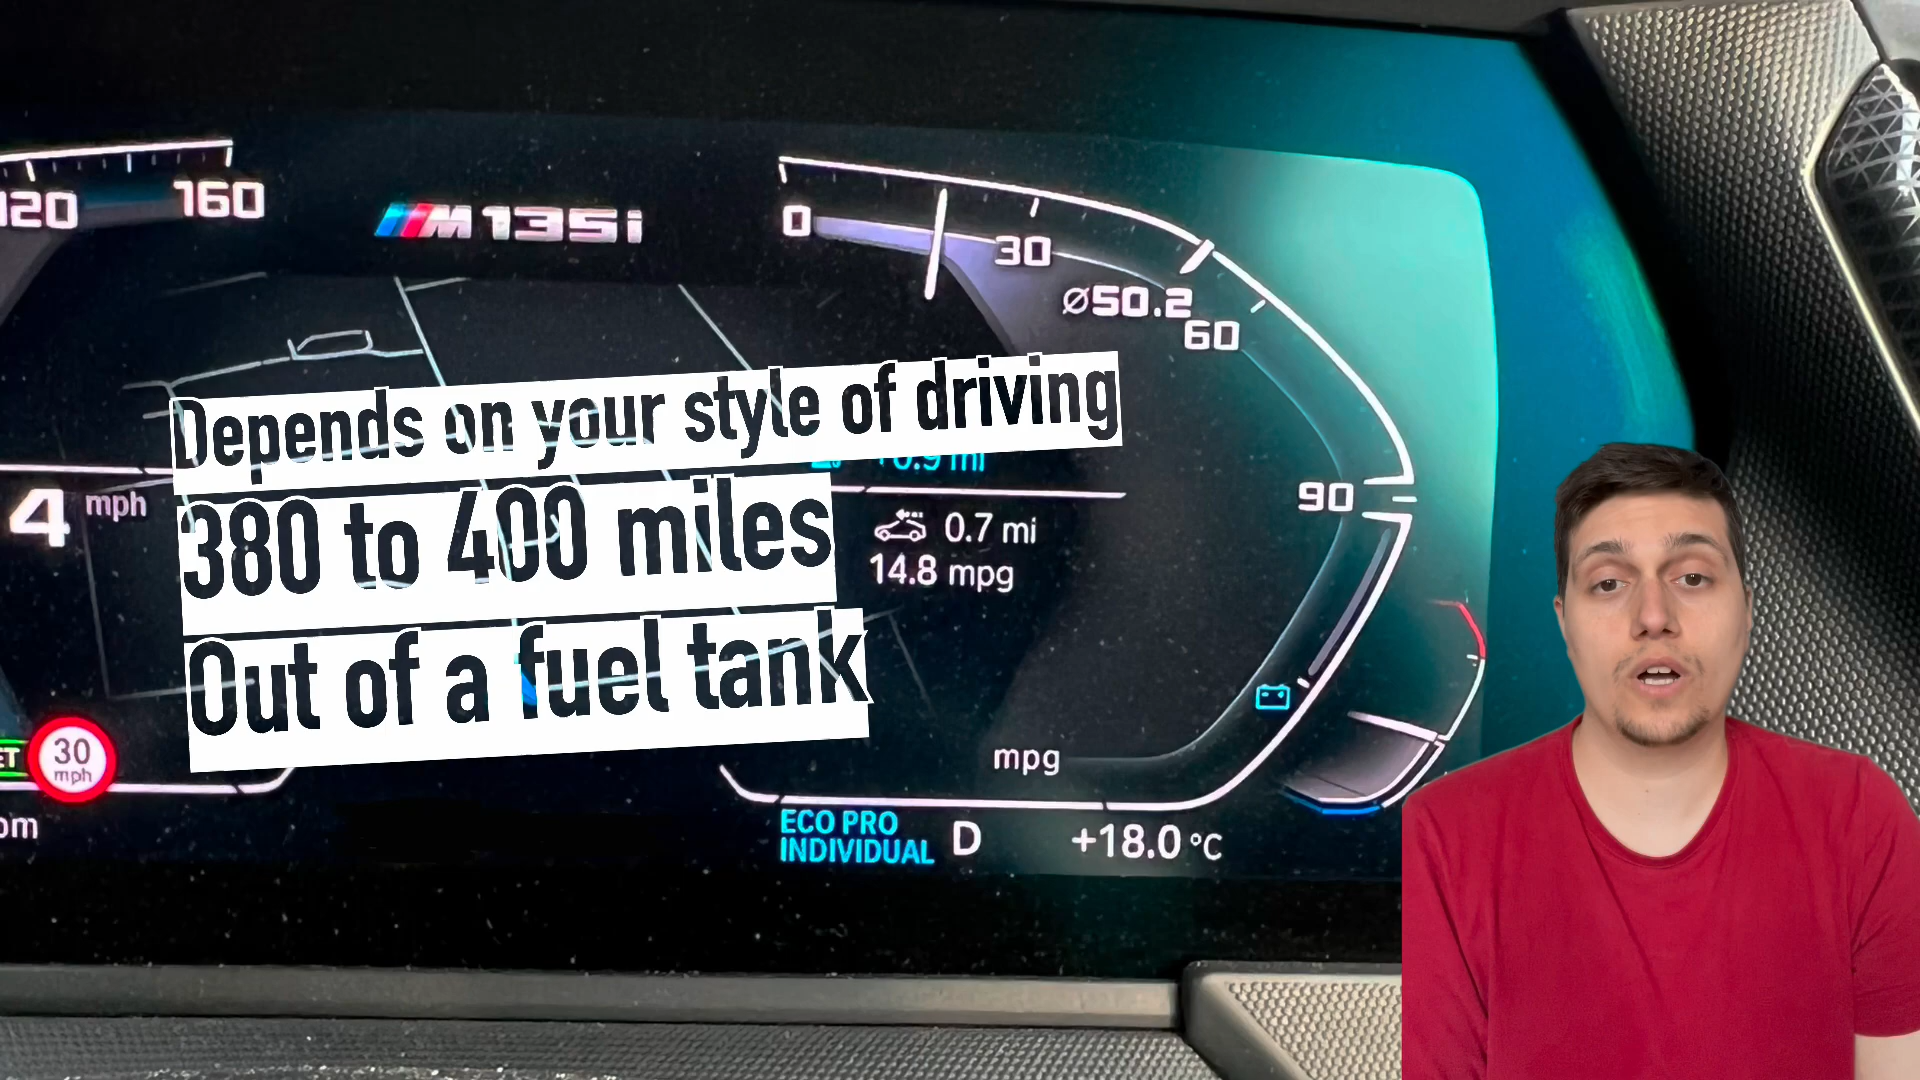 120
160
M135i
0
30
ø50.2
60
90
Depends on your style of driving
380 to 400 miles
Out of a fuel tank
4 mph
0.7 mi
14.8 mpg
30
mph
mpg
ECO PRO
INDIVIDUAL
D
+18.0 °C